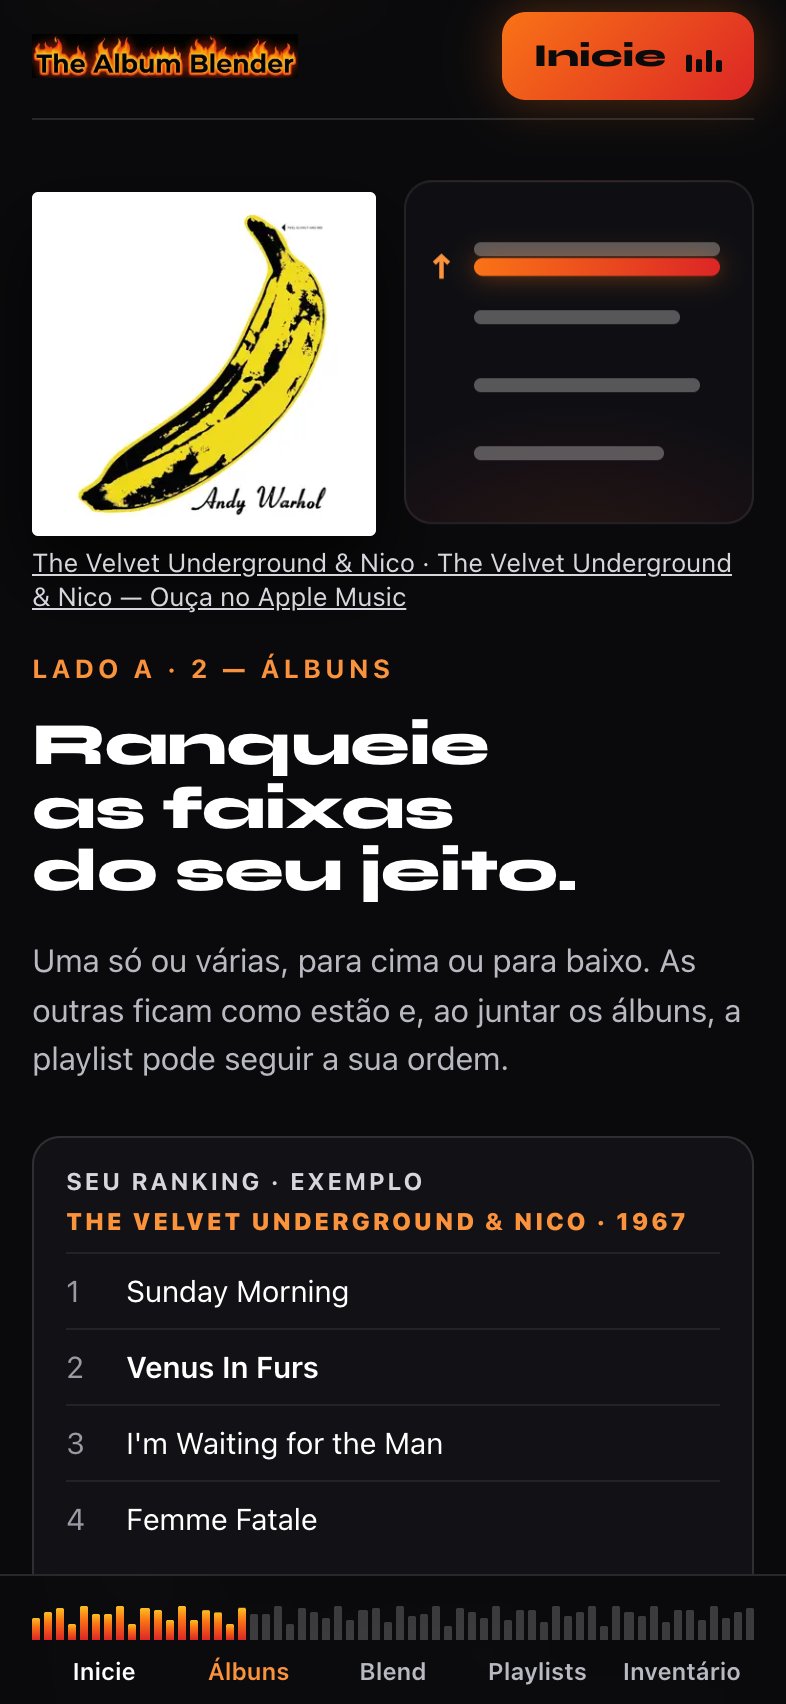 The Album Blender
Inicie
Andy Warhol
The Velvet Underground & Nico · The Velvet Underground
& Nico — Ouça no Apple Music
LADO A · 2 — ÁLBUNS
Ranqueie
as faixas
do seu jeito.
Uma só ou várias, para cima ou para baixo. As
outras ficam como estão e, ao juntar os álbuns, a
playlist pode seguir a sua ordem.
SEU RANKING · EXEMPLO
THE VELVET UNDERGROUND & NICO · 1967
1 Sunday Morning
2 Venus In Furs
3 I'm Waiting for the Man
4 Femme Fatale
Inicie Álbuns Blend Playlists Inventário